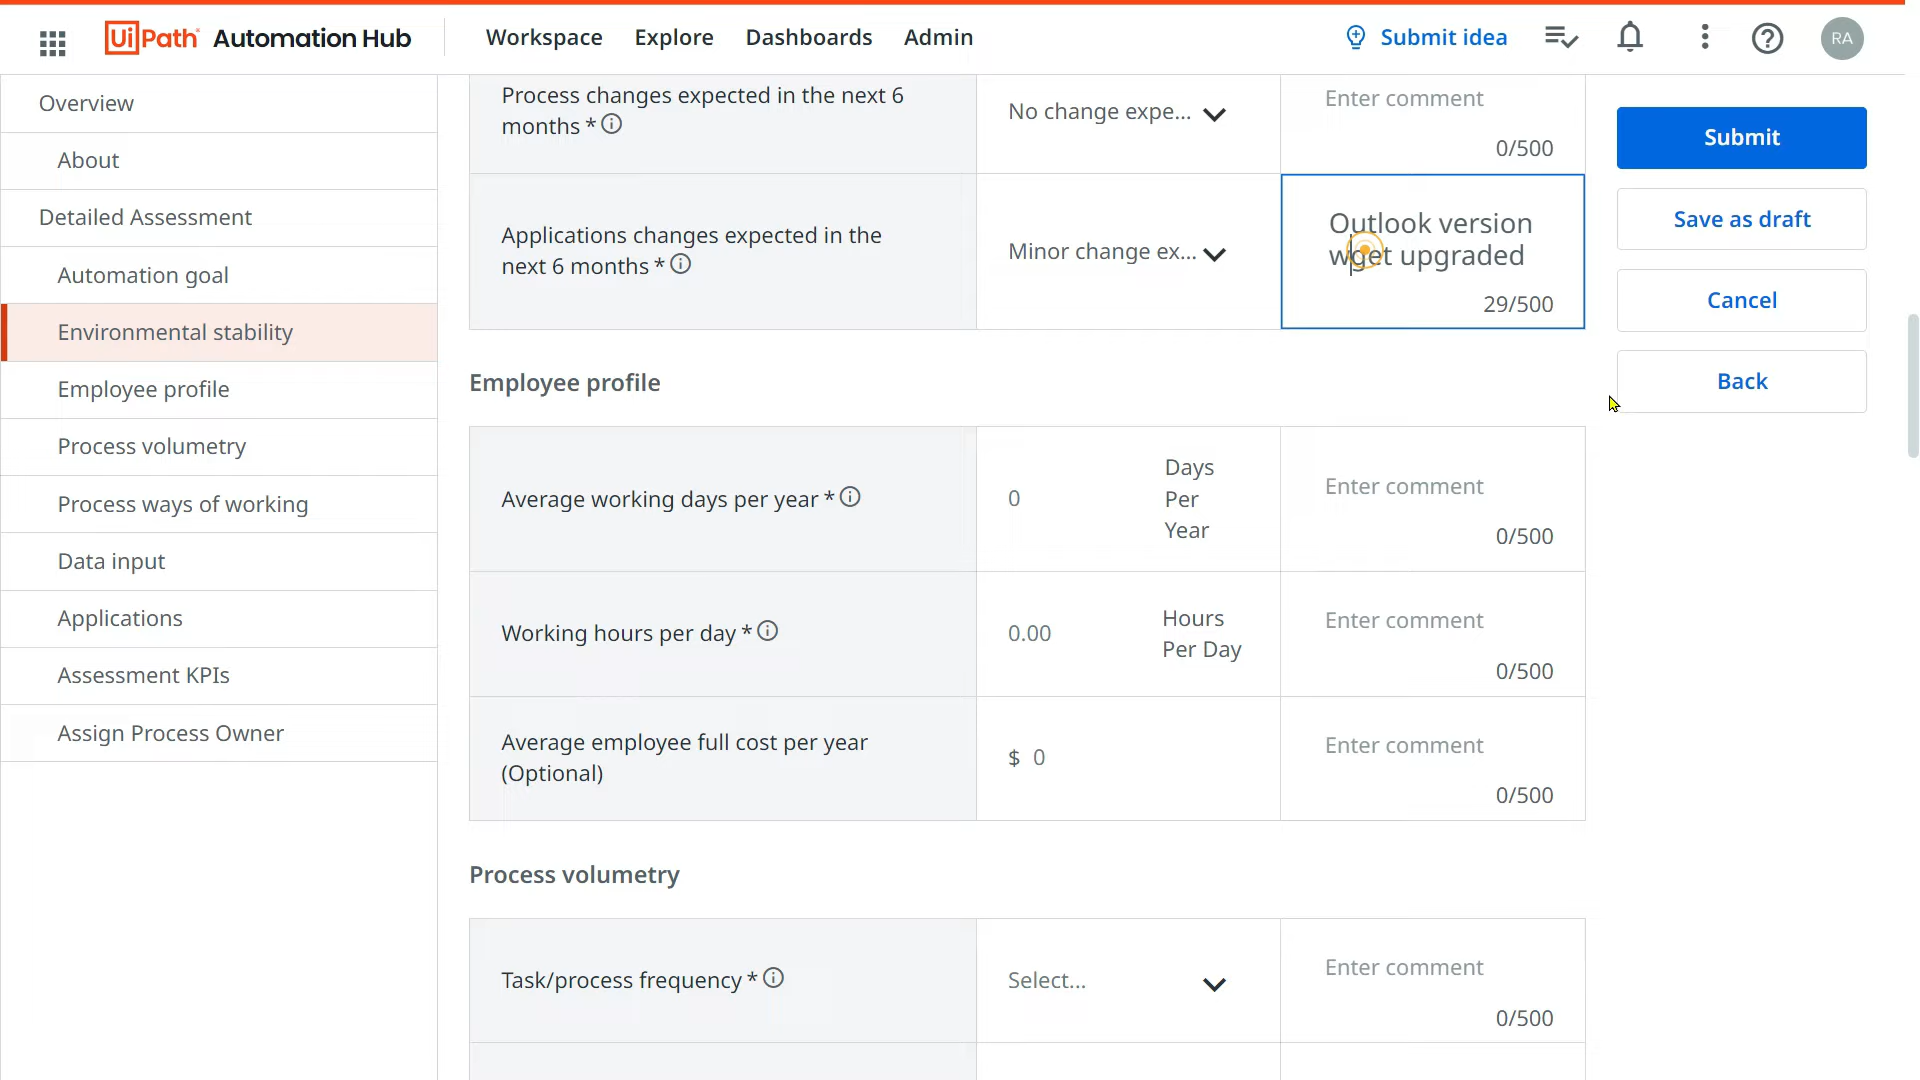 UiPath Automation Hub
Workspace
Explore
Dashboards
Admin
Submit idea
RA
Overview
About
Detailed Assessment
Automation goal
Environmental stability
Employee profile
Process volumetry
Process ways of working
Data input
Applications
Assessment KPIs
Assign Process Owner
Process changes expected in the next 6
months *
No change expe...
Enter comment
0/500
Applications changes expected in the
next 6 months *
Minor change ex...
Outlook version
wget upgraded
29/500
Employee profile
Average working days per year *
0
Days
Per
Year
Enter comment
0/500
Working hours per day *
0.00
Hours
Per Day
Enter comment
0/500
Average employee full cost per year
(Optional)
$ 0
Enter comment
0/500
Process volumetry
Task/process frequency *
Select...
Enter comment
0/500
Submit
Save as draft
Cancel
Back